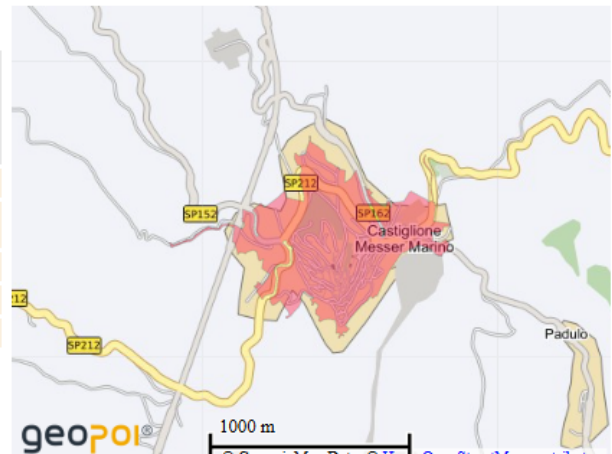 SP212
SP152
SP162
Castiglione
Messer Marino
212
SP212
Padulo
geopoi®
1000 m